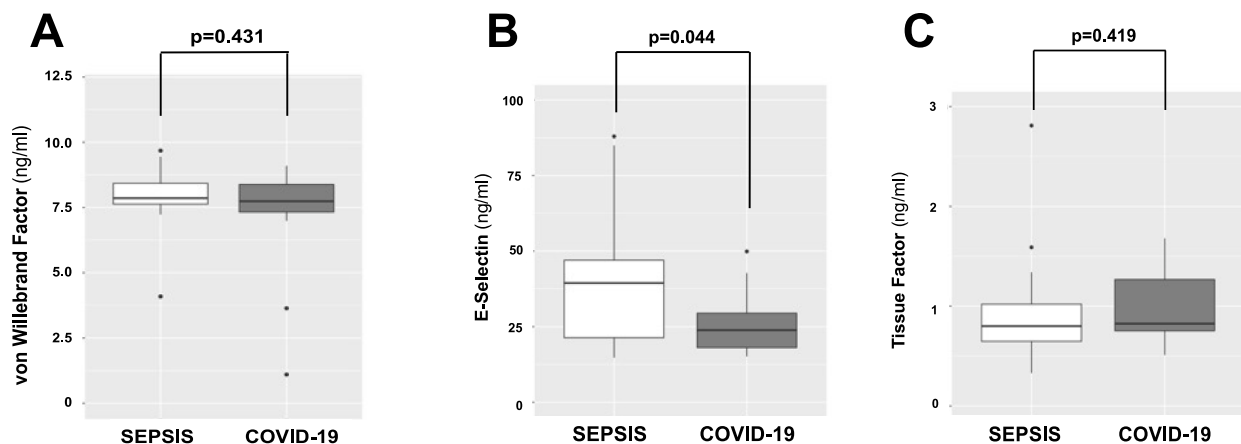 A
p=0.431
von Willebrand Factor (ng/ml)
12.5
10.0
7.5
5.0
2.5
0
SEPSIS COVID-19
B
p=0.044
E-Selectin (ng/ml)
100
75
50
25
0
SEPSIS COVID-19
C
p=0.419
Tissue Factor (ng/ml)
3
2
1
0
SEPSIS COVID-19